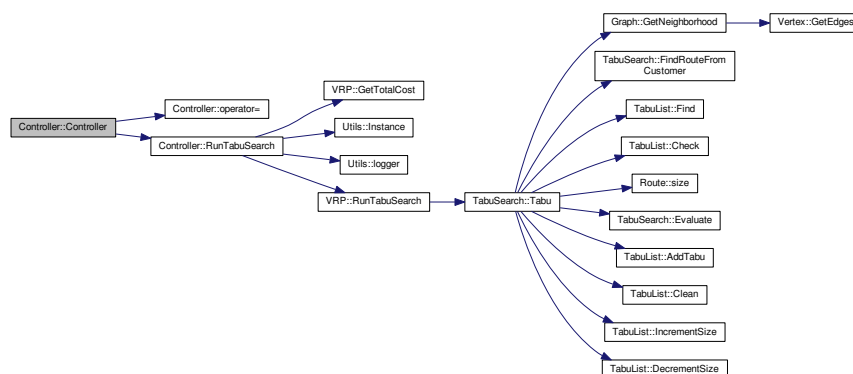 Graph::GetNeighborhood
Vertex::GetEdges
TabuSearch::FindRouteFrom
Customer
VRP::GetTotalCost
Controller::operator=
TabuList::Find
Controller::Controller
Utils::Instance
Controller::RunTabuSearch
TabuList::Check
Utils::logger
Route::size
VRP::RunTabuSearch
TabuSearch::Tabu
TabuSearch::Evaluate
TabuList::AddTabu
TabuList::Clean
TabuList::IncrementSize
TabuList::DecrementSize